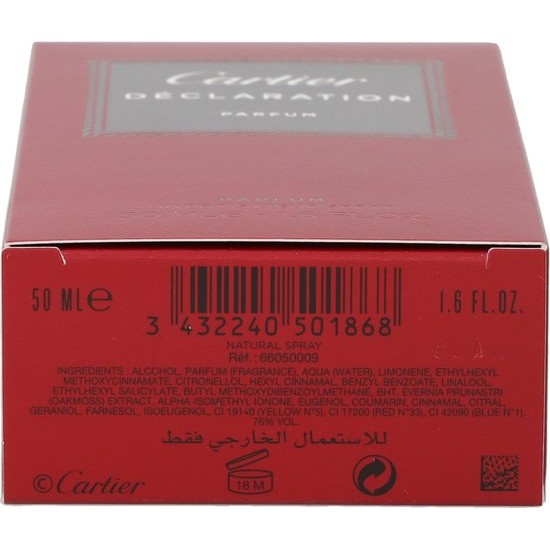 Cartier
DÉCLARATION
PARFUM
PARFUM
50 ML℮
1.6 FL.OZ.
3 432240 501868
NATURAL SPRAY
Réf.: 66050009
INGREDIENTS : ALCOHOL, PARFUM (FRAGRANCE), AQUA (WATER), LIMONENE, ETHYLHEXYL
METHOXYCINNAMATE, CITRONELLOL, HEXYL CINNAMAL, BENZYL BENZOATE, LINALOOL,
ETHYLHEXYL SALICYLATE, BUTYL METHOXYDIBENZOYLMETHANE, BHT, EVERNIA PRUNASTRI
(OAKMOSS) EXTRACT, ALPHA-ISOMETHYL IONONE, EUGENOL, COUMARIN, CINNAMAL, CITRAL,
GERANIOL, FARNESOL, ISOEUGENOL, CI 19140 (YELLOW N°5), CI 17200 (RED N°33), CI 42090 (BLUE N°1).
76% VOL.
للاستعمال الخارجي فقط
18 M
©Cartier